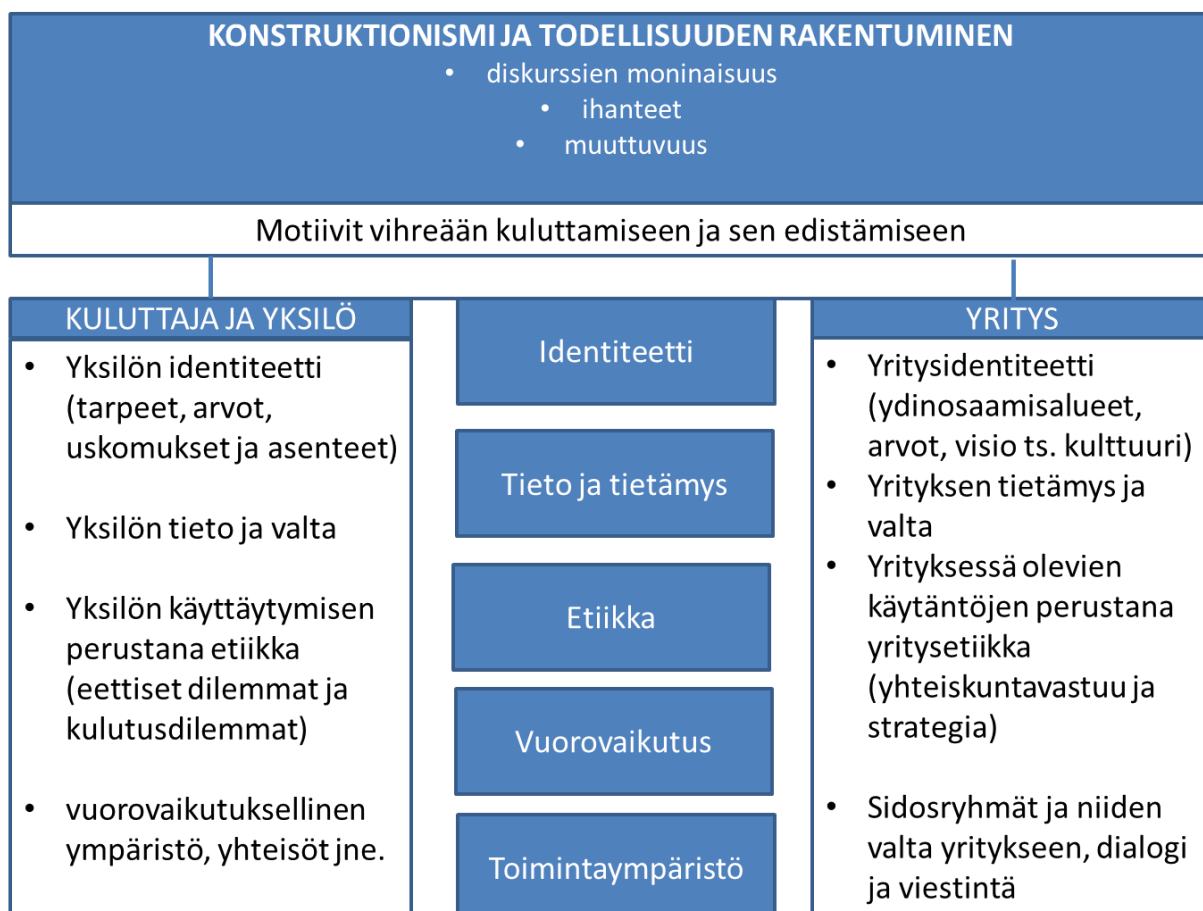 KONSTRUKTIONISMI JA TODELLISUUDEN RAKENTUMINEN
• diskurssien moninaisuus
• ihanteet
• muuttuvuus
Motiivit vihreään kuluttamiseen ja sen edistämiseen
KULUTTAJA JA YKSILÖ
• Yksilön identiteetti
(tarpeet, arvot,
uskomukset ja asenteet)
• Yksilön tieto ja valta
• Yksilön käyttäytymisen
perustana etiikka
(eettiset dilemmat ja
kulutusdilemmat)
• vuorovaikutuksellinen
ympäristö, yhteisöt jne.
Identiteetti
Tieto ja tietämys
Etiikka
Vuorovaikutus
Toimintaympäristö
YRITYS
• Yritysidentiteetti
(ydinosaamisalueet,
arvot, visio ts. kulttuuri)
• Yrityksen tietämys ja
valta
• Yrityksessä olevien
käytäntöjen perustana
yritysetiikka
(yhteiskuntavastuu ja
strategia)
• Sidosryhmät ja niiden
valta yritykseen, dialogi
ja viestintä